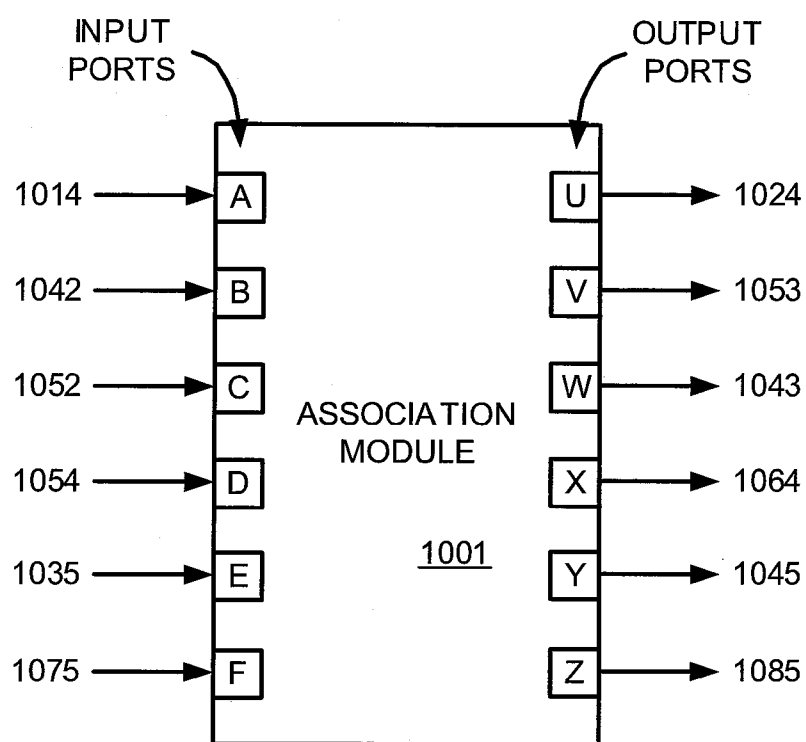 INPUT
PORTS
OUTPUT
PORTS
1014 A U 1024
1042 B V 1053
1052 C W 1043
ASSOCIATION
MODULE
1054 D X 1064
1001
1035 E Y 1045
1075 F Z 1085